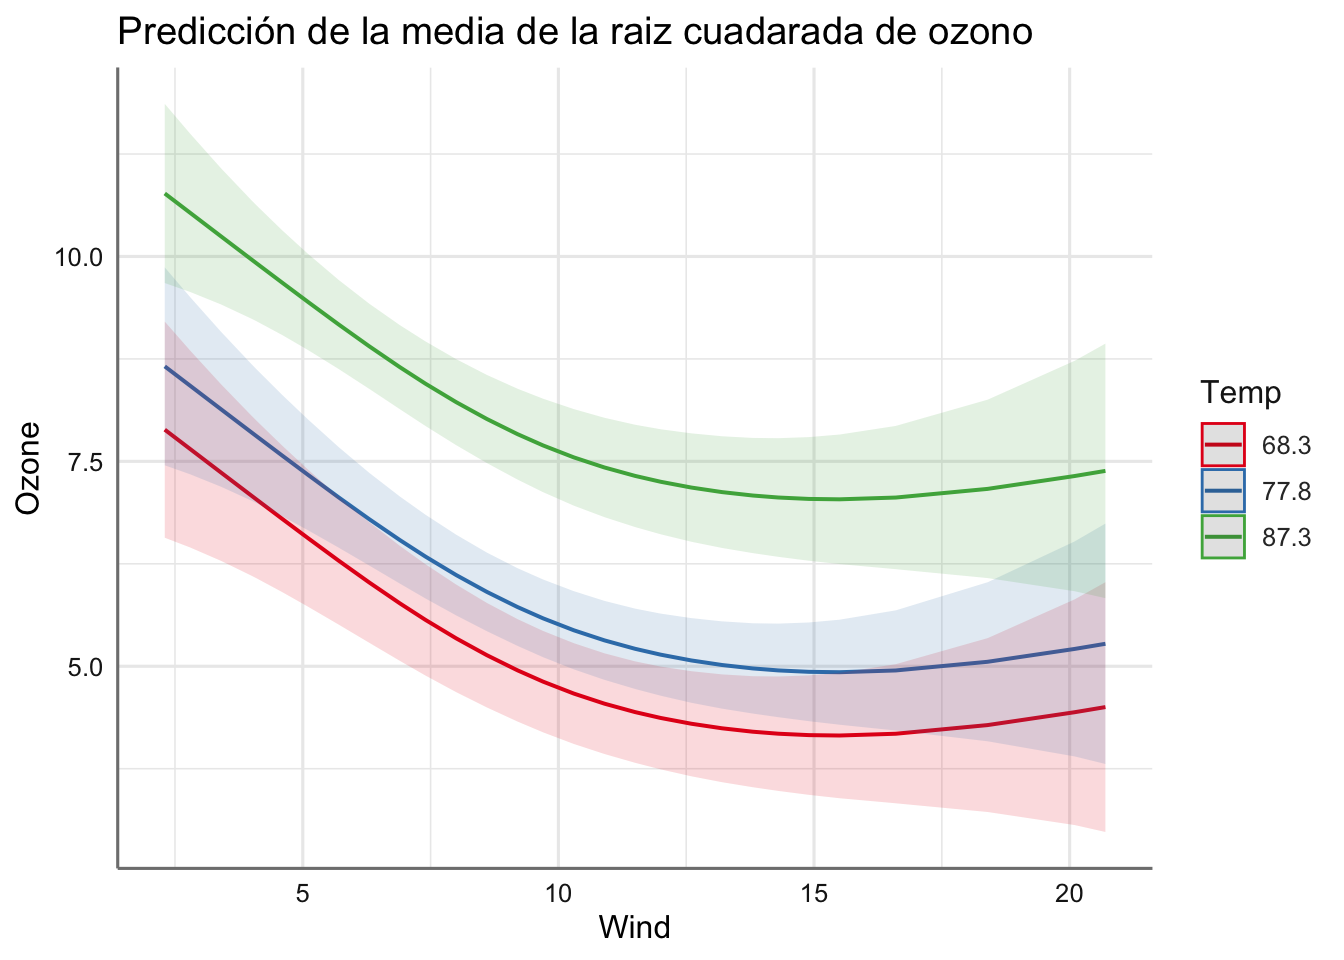 Predicción de la media de la raiz cuadarada de ozono
10.0
7.5
5.0
Ozone
5 10 15 20
Wind
Temp
68.3
77.8
87.3